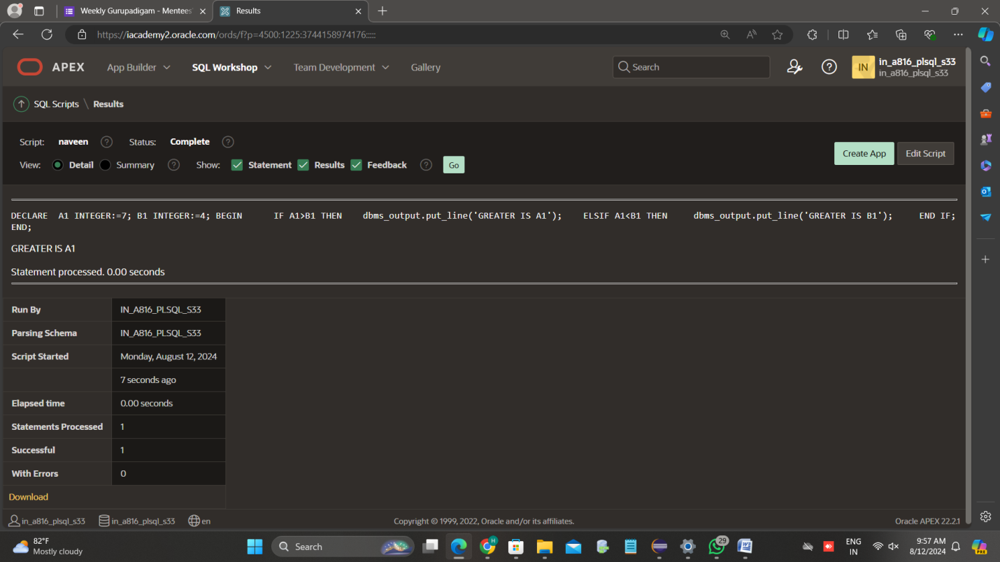 Weekly Gurupadigam - Mentees
Results
https://iacademy2.oracle.com/ords/f?p=4500:1225:3744158974176:::::
APEX
App Builder
SQL Workshop
Team Development
Gallery
Search
IN
in_a816_plsql_s33
in_a816_plsql_s33
SQL Scripts \ Results
Script: naveen ? Status: Complete ?
View: Detail Summary ? Show: Statement Results Feedback ? Go
Create App
Edit Script
DECLARE A1 INTEGER:=7; B1 INTEGER:=4; BEGIN IF A1>B1 THEN dbms_output.put_line('GREATER IS A1'); ELSIF A1<B1 THEN dbms_output.put_line('GREATER IS B1'); END IF;
END;
GREATER IS A1
Statement processed. 0.00 seconds
Run By IN_A816_PLSQL_S33
Parsing Schema IN_A816_PLSQL_S33
Script Started Monday, August 12, 2024
7 seconds ago
Elapsed time 0.00 seconds
Statements Processed 1
Successful 1
With Errors 0
Download
in_a816_plsql_s33 in_a816_plsql_s33 en
Copyright © 1999, 2022, Oracle and/or its affiliates.
Oracle APEX 22.2.1
82°F
Mostly cloudy
Search
H
29
ENG
IN
9:57 AM
8/12/2024
PRE